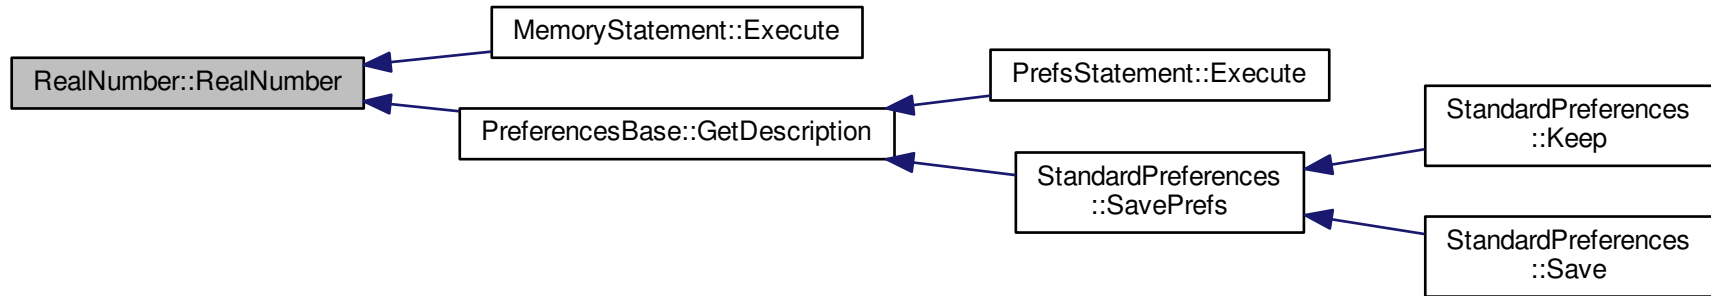 RealNumber::RealNumber
MemoryStatement::Execute
PreferencesBase::GetDescription
PrefsStatement::Execute
StandardPreferences
::SavePrefs
StandardPreferences
::Keep
StandardPreferences
::Save